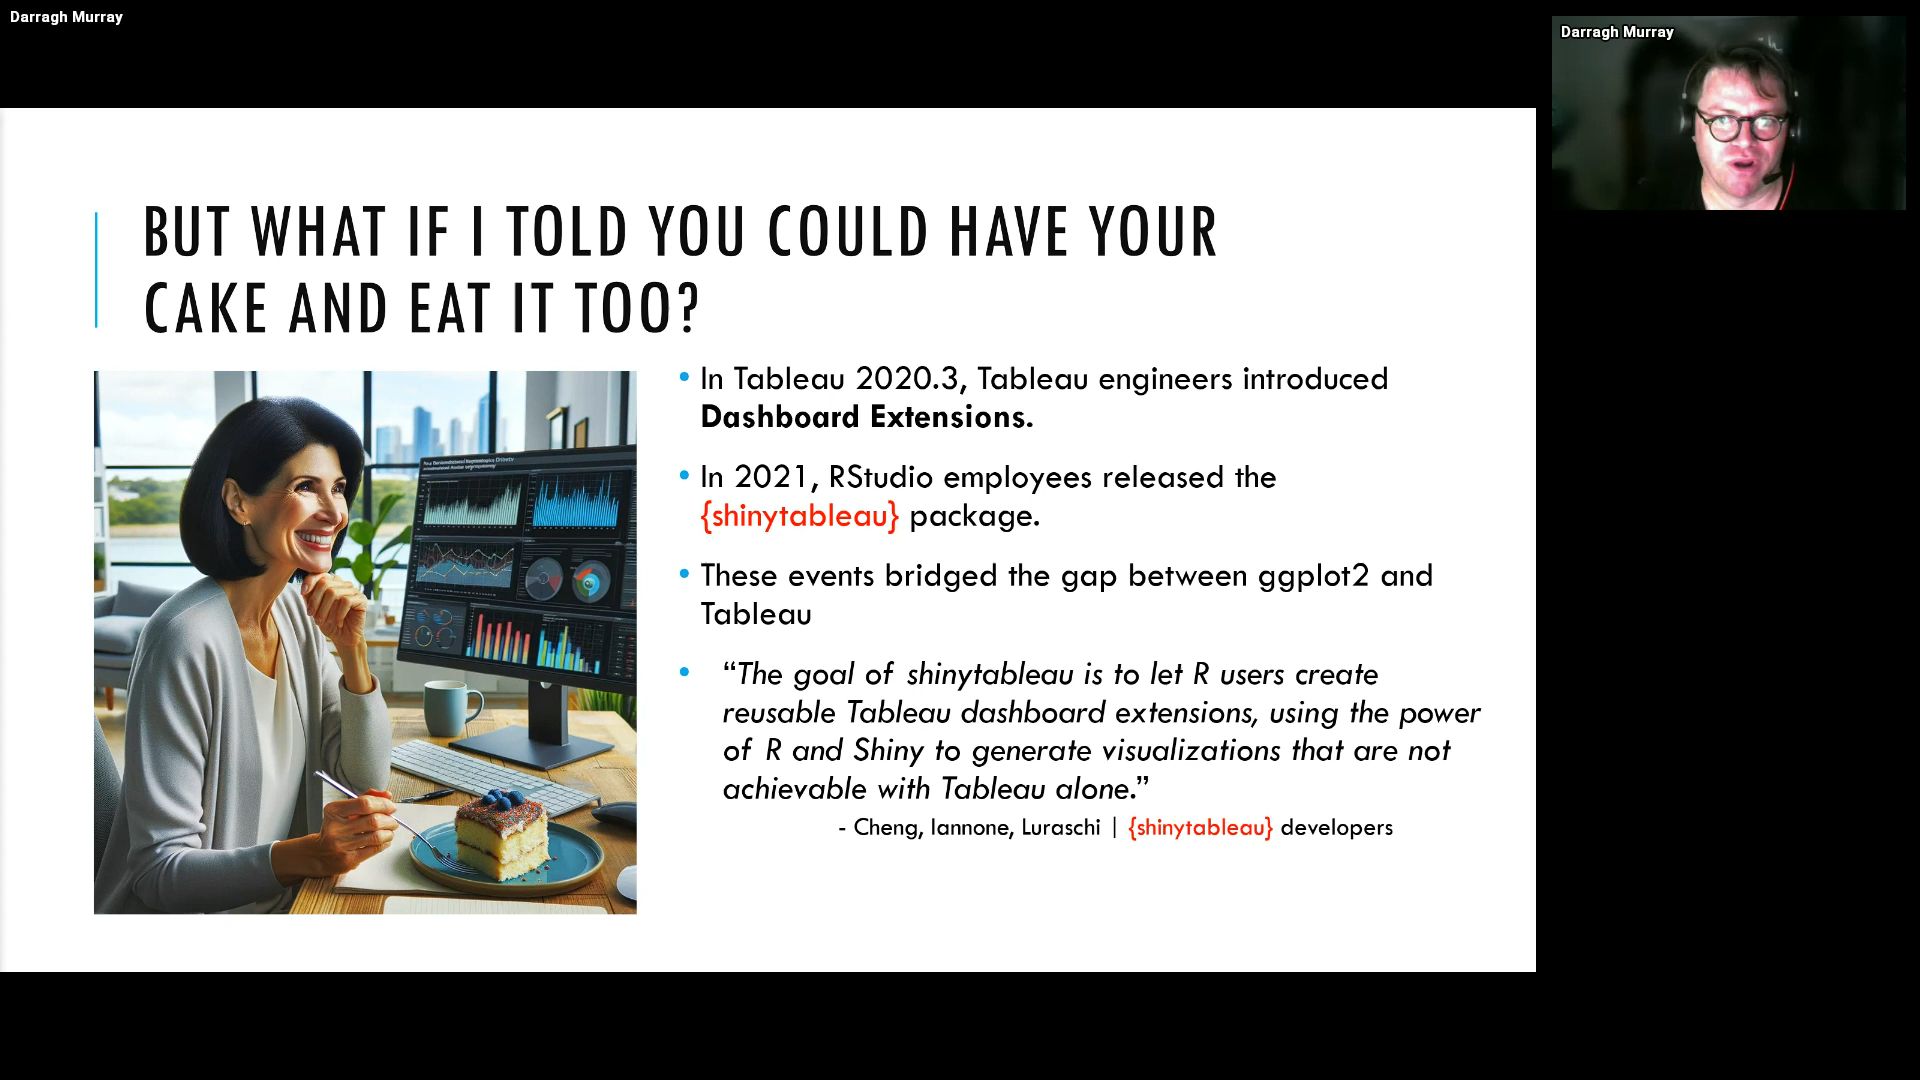 Darragh Murray
Darragh Murray
BUT WHAT IF I TOLD YOU COULD HAVE YOUR
CAKE AND EAT IT TOO?
• In Tableau 2020.3, Tableau engineers introduced
Dashboard Extensions.
• In 2021, RStudio employees released the
{shinytableau} package.
• These events bridged the gap between ggplot2 and
Tableau
• “The goal of shinytableau is to let R users create
reusable Tableau dashboard extensions, using the power
of R and Shiny to generate visualizations that are not
achievable with Tableau alone.”
- Cheng, Iannone, Luraschi | {shinytableau} developers